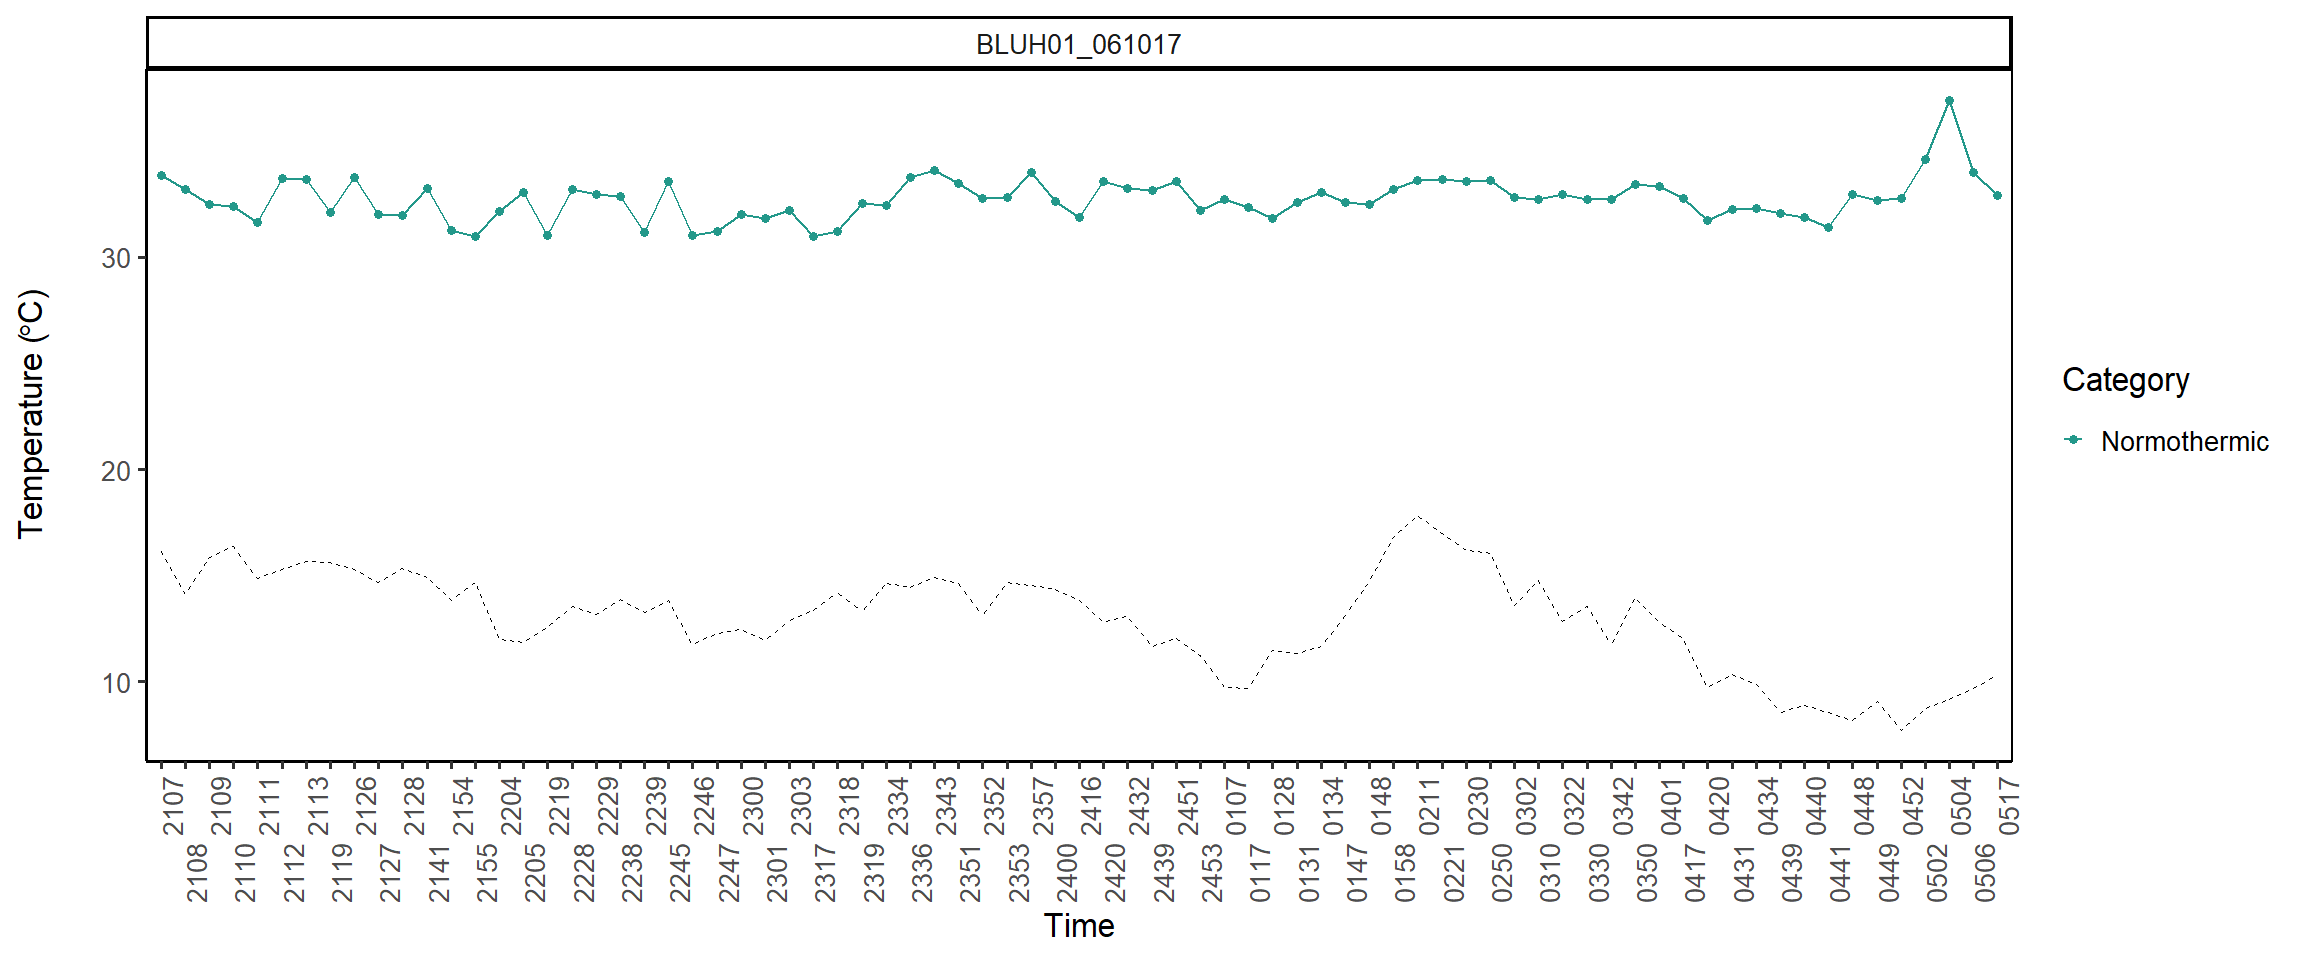 BLUH01_061017
Temperature (°C)
30
20
10
2107 2109 2111 2113 2126 2128 2154 2204 2219 2229 2239 2246 2300 2303 2318 2334 2343 2352 2357 2416 2432 2451 0107 0128 0134 0148 0211 0230 0302 0322 0342 0401 0420 0434 0440 0448 0452 0504 0517
2108 2110 2112 2119 2127 2141 2155 2205 2228 2238 2245 2247 2301 2317 2319 2336 2351 2353 2400 2420 2439 2453 0117 0131 0147 0158 0221 0250 0310 0330 0350 0417 0431 0439 0441 0449 0502 0506
Time
Category
Normothermic